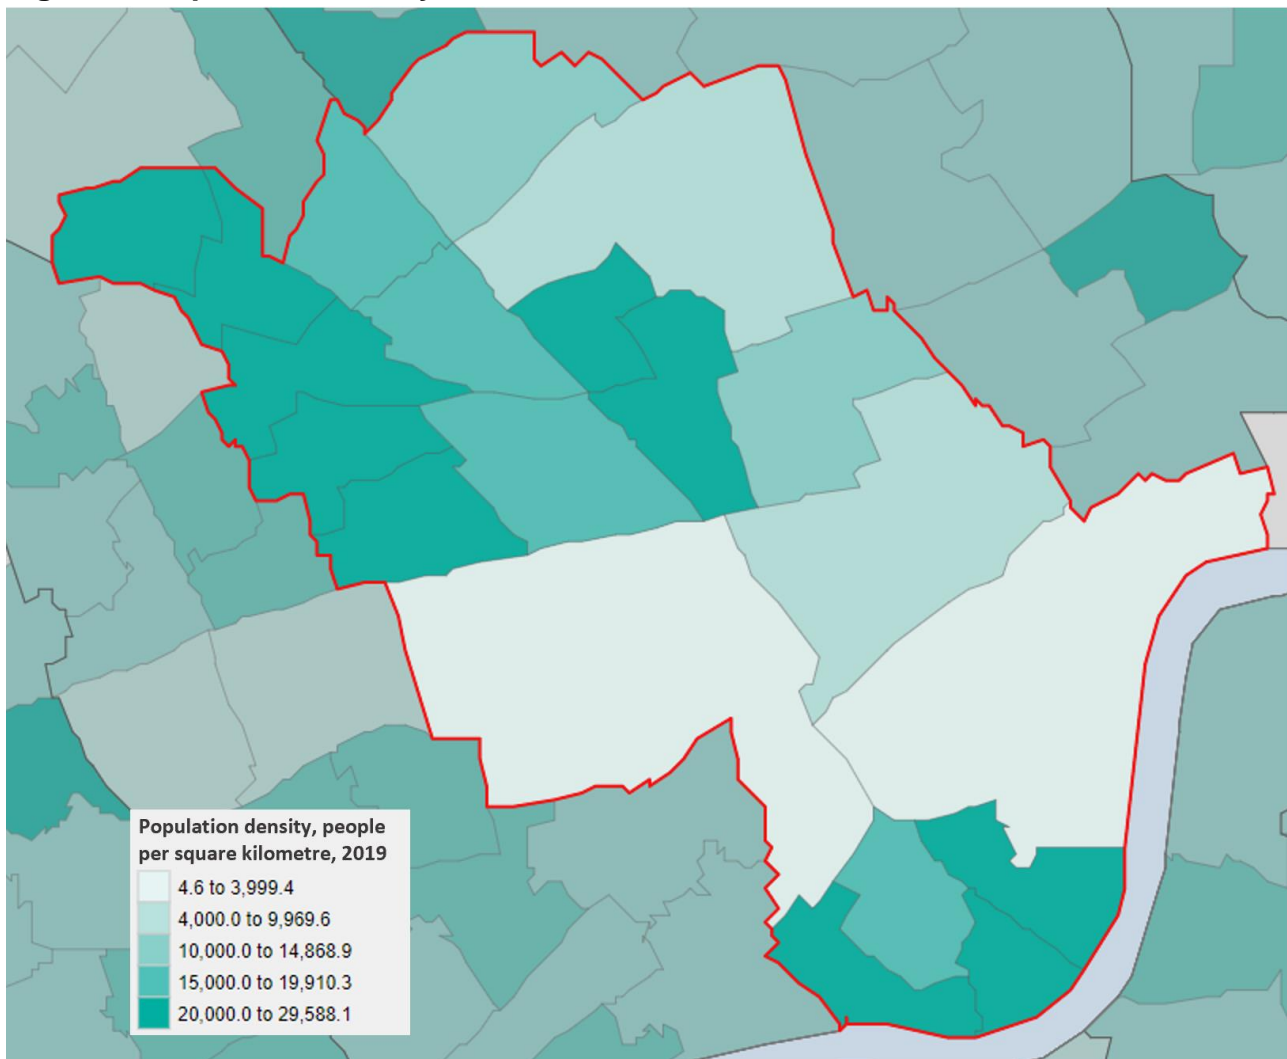 Population density, people
per square kilometre, 2019
4.6 to 3,999.4
4,000.0 to 9,969.6
10,000.0 to 14,868.9
15,000.0 to 19,910.3
20,000.0 to 29,588.1